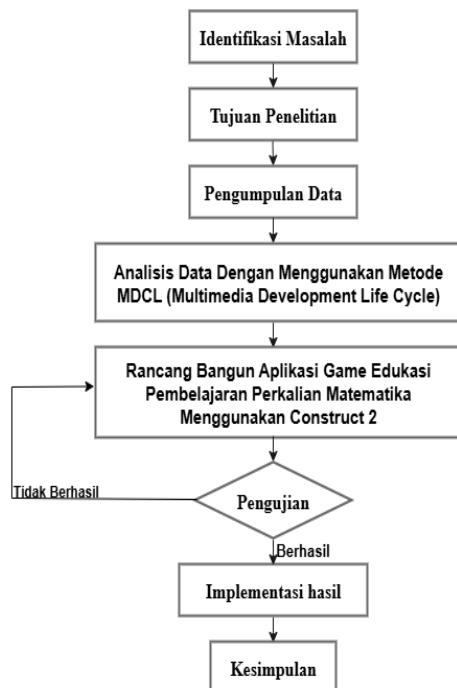 Identifikasi Masalah
Tujuan Penelitian
Pengumpulan Data
Analisis Data Dengan Menggunakan Metode
MDCL (Multimedia Development Life Cycle)
Rancang Bangun Aplikasi Game Edukasi
Pembelajaran Perkalian Matematika
Menggunakan Construct 2
Tidak Berhasil
Pengujian
Berhasil
Implementasi hasil
Kesimpulan